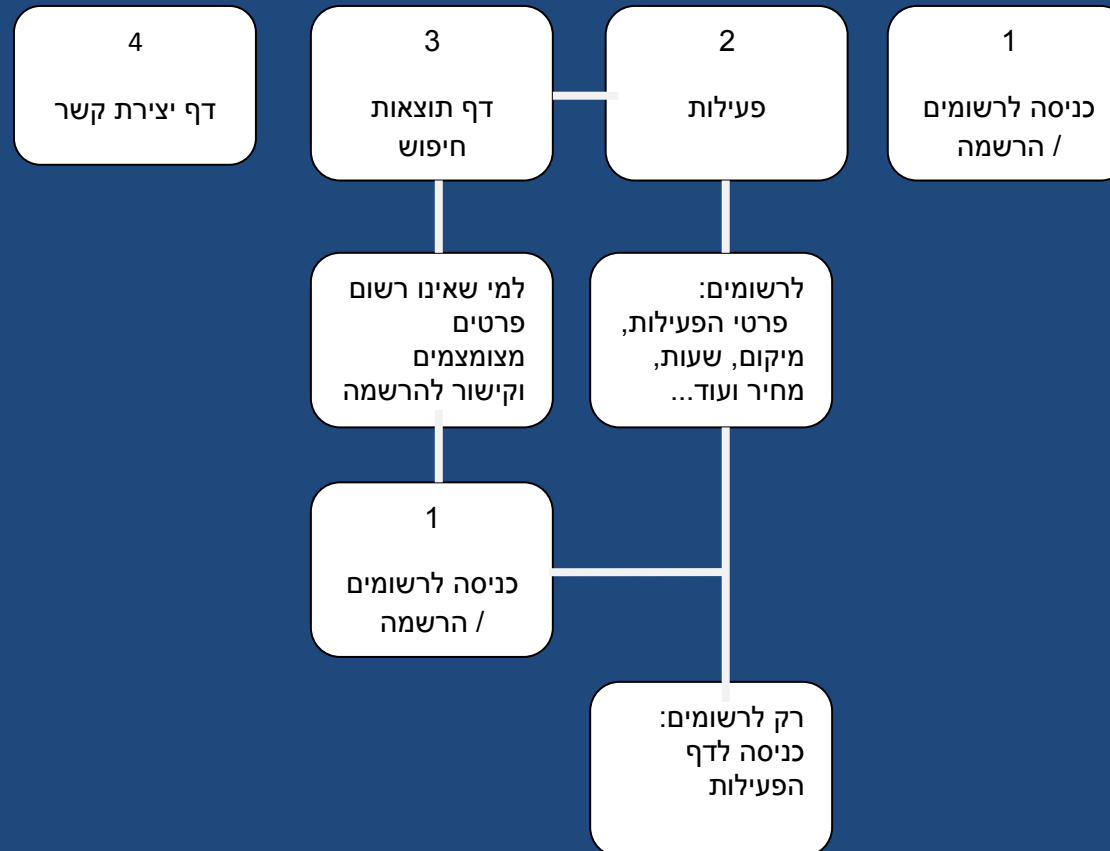 1
כניסה לרשומים
/ הרשמה
2
פעילות
3
דף תוצאות
חיפוש
4
דף יצירת קשר
לרשומים:
פרטי הפעילות,
מיקום, שעות,
מחיר ועוד...
למי שאינו רשום
פרטים
מצומצמים
וקישור להרשמה
1
כניסה לרשומים
/ הרשמה
רק לרשומים:
כניסה לדף
הפעילות